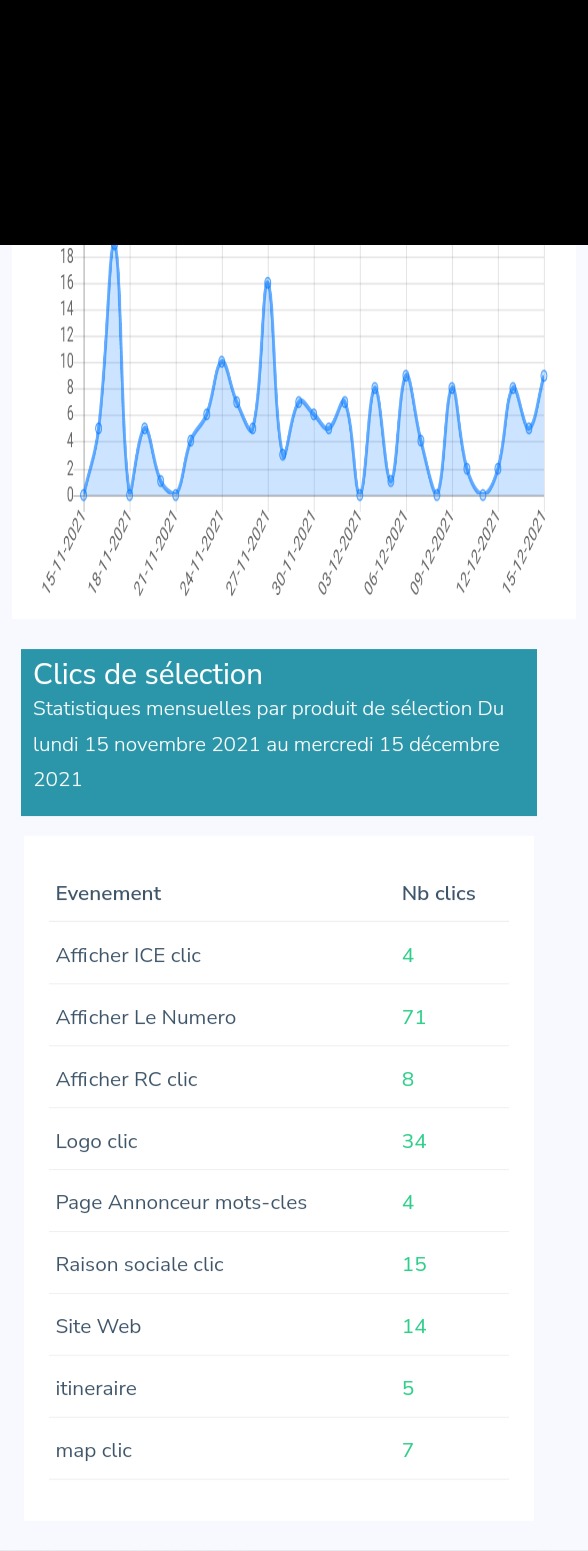 18
16
14
12
10
8
6
4
2
0
15-11-2021
18-11-2021
21-11-2021
24-11-2021
27-11-2021
30-11-2021
03-12-2021
06-12-2021
09-12-2021
12-12-2021
15-12-2021
Clics de sélection
Statistiques mensuelles par produit de sélection Du
lundi 15 novembre 2021 au mercredi 15 décembre
2021
Evenement Nb clics
Afficher ICE clic 4
Afficher Le Numero 71
Afficher RC clic 8
Logo clic 34
Page Annonceur mots-cles 4
Raison sociale clic 15
Site Web 14
itineraire 5
map clic 7